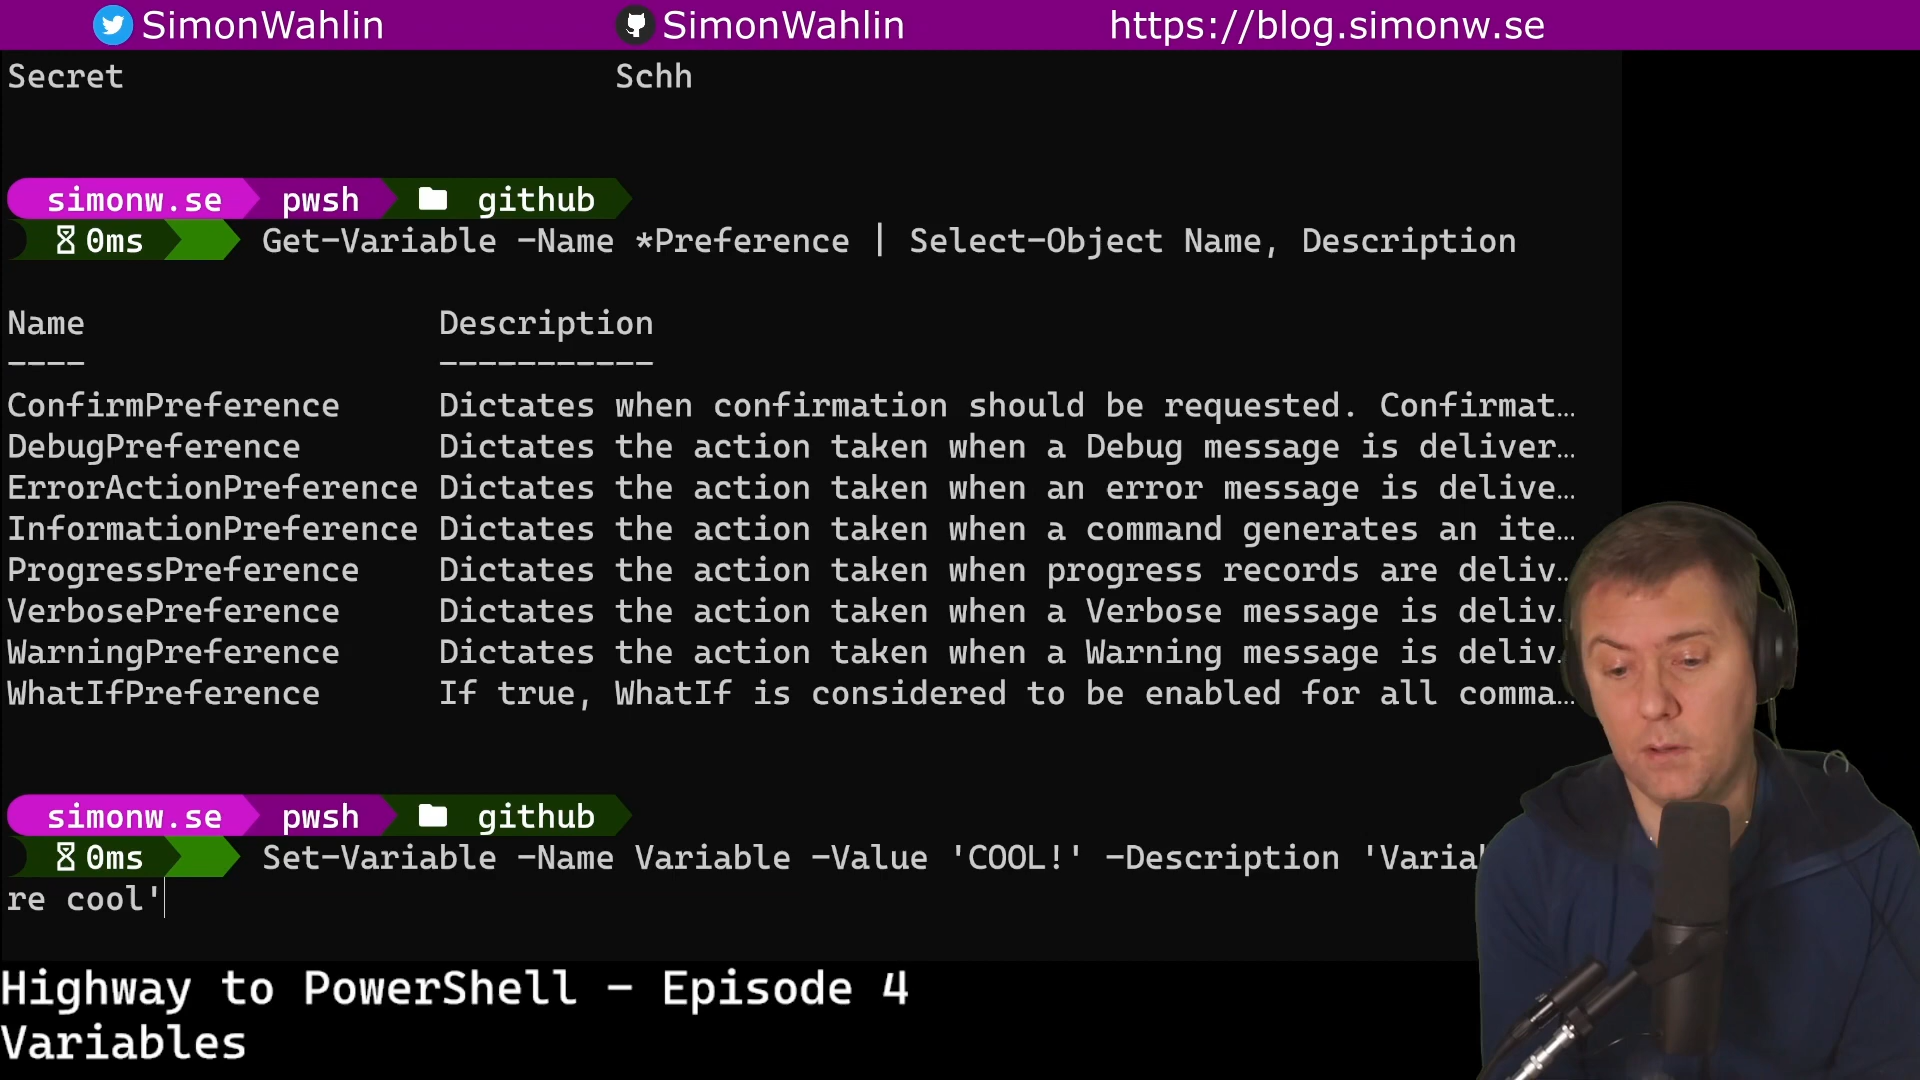 SimonWahlin SimonWahlin https://blog.simonw.se
Secret Schh
simonw.se pwsh github
0ms Get-Variable -Name *Preference | Select-Object Name, Description
Name Description
---- -----------
ConfirmPreference Dictates when confirmation should be requested. Confirmat…
DebugPreference Dictates the action taken when a Debug message is deliver…
ErrorActionPreference Dictates the action taken when an error message is delive…
InformationPreference Dictates the action taken when a command generates an ite…
ProgressPreference Dictates the action taken when progress records are deliv…
VerbosePreference Dictates the action taken when a Verbose message is deliv…
WarningPreference Dictates the action taken when a Warning message is deliv…
WhatIfPreference If true, WhatIf is considered to be enabled for all comma…
simonw.se pwsh github
0ms Set-Variable -Name Variable -Value 'COOL!' -Description
re cool'
Highway to PowerShell - Episode 4
Variables